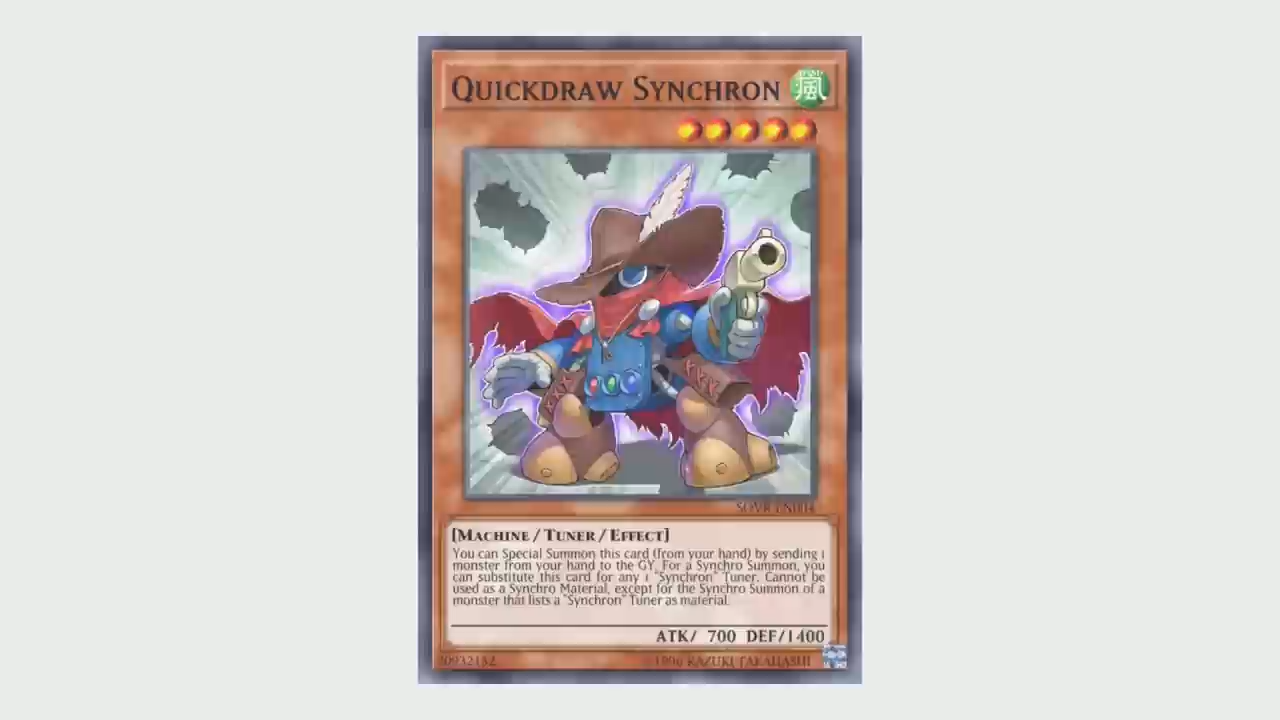 QUICKDRAW SYNCHRON
[MACHINE / TUNER / EFFECT]
You can Special Summon this card (from your hand) by sending 1
monster from your hand to the GY. For a Synchro Summon, you
can substitute this card for any 1 "Synchron" Tuner. Cannot be
used as a Synchro Material, except for the Synchro Summon of a
monster that lists a "Synchron" Tuner as material.
ATK/ 700 DEF/1400
KAZUKI TAKAHASHI